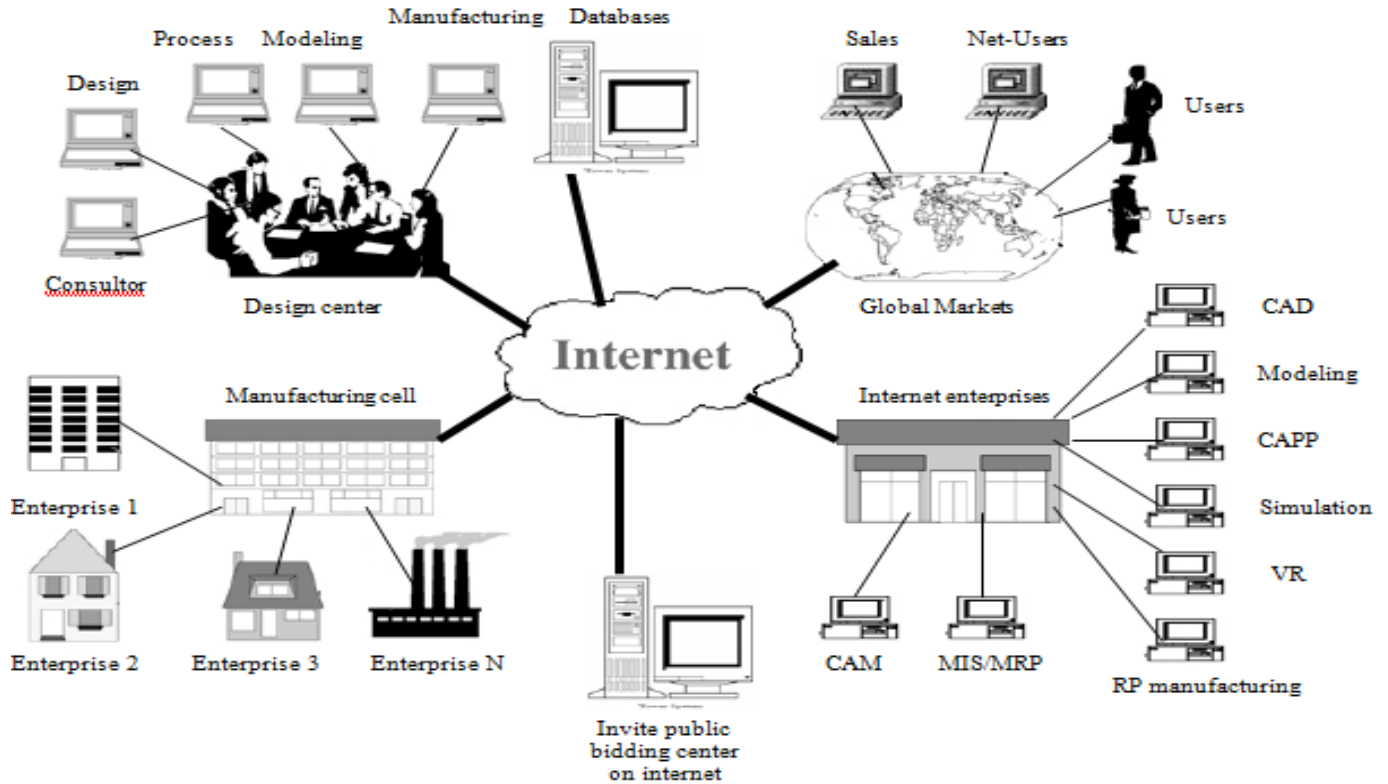 Manufacturing
Databases
Process
Modeling
Sales
Net-Users
Design
Users
Users
Consultor
Design center
Global Markets
CAD
Internet
Modeling
Manufacturing cell
Internet enterprises
CAPP
Enterprise 1
Simulation
VR
Enterprise 2
Enterprise 3
Enterprise N
CAM
MIS/MRP
RP manufacturing
Invite public
bidding center
on internet